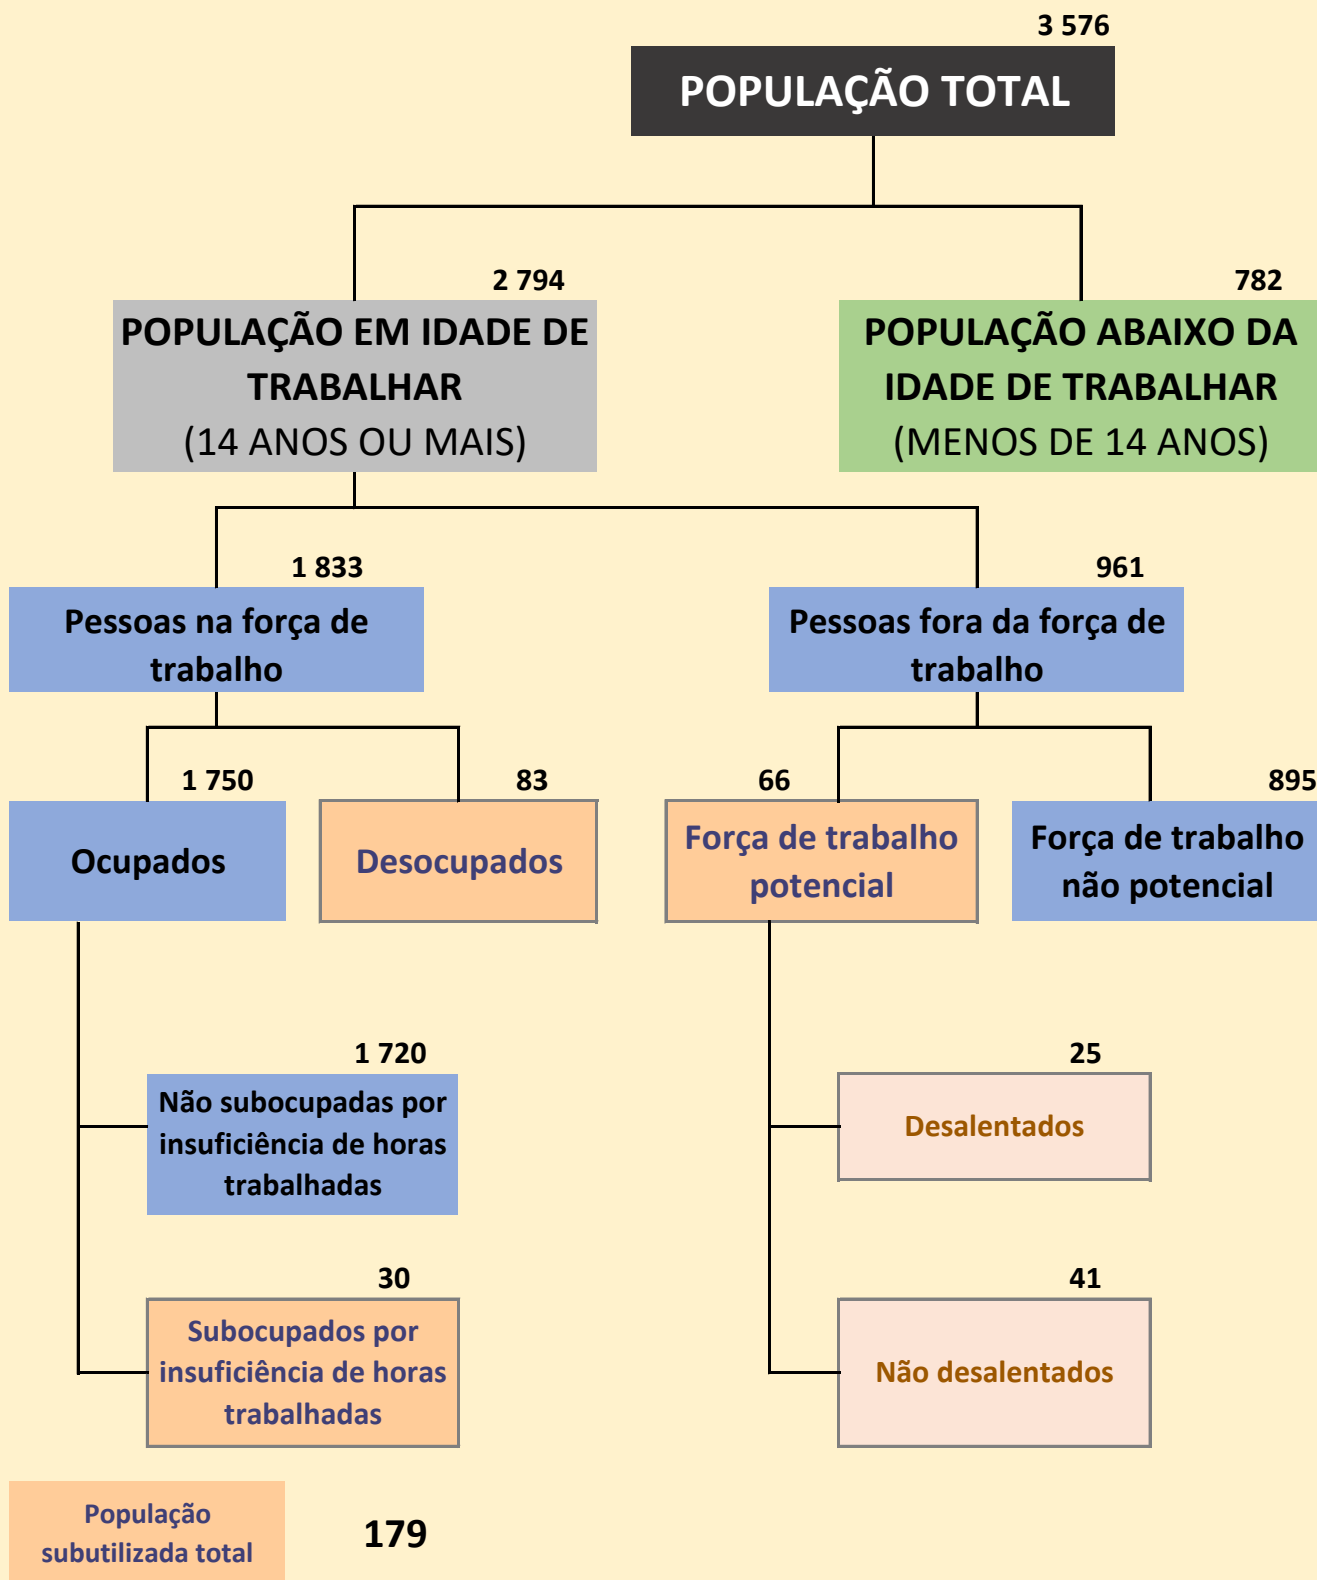 3 576
POPULAÇÃO TOTAL
2 794
POPULAÇÃO EM IDADE DE
TRABALHAR
(14 ANOS OU MAIS)
782
POPULAÇÃO ABAIXO DA
IDADE DE TRABALHAR
(MENOS DE 14 ANOS)
1 833
Pessoas na força de
trabalho
961
Pessoas fora da força de
trabalho
1 750
Ocupados
83
Desocupados
66
Força de trabalho
potencial
895
Força de trabalho
não potencial
1 720
Não subocupadas por
insuficiência de horas
trabalhadas
25
Desalentados
30
Subocupados por
insuficiência de horas
trabalhadas
41
Não desalentados
População
subutilizada total
179